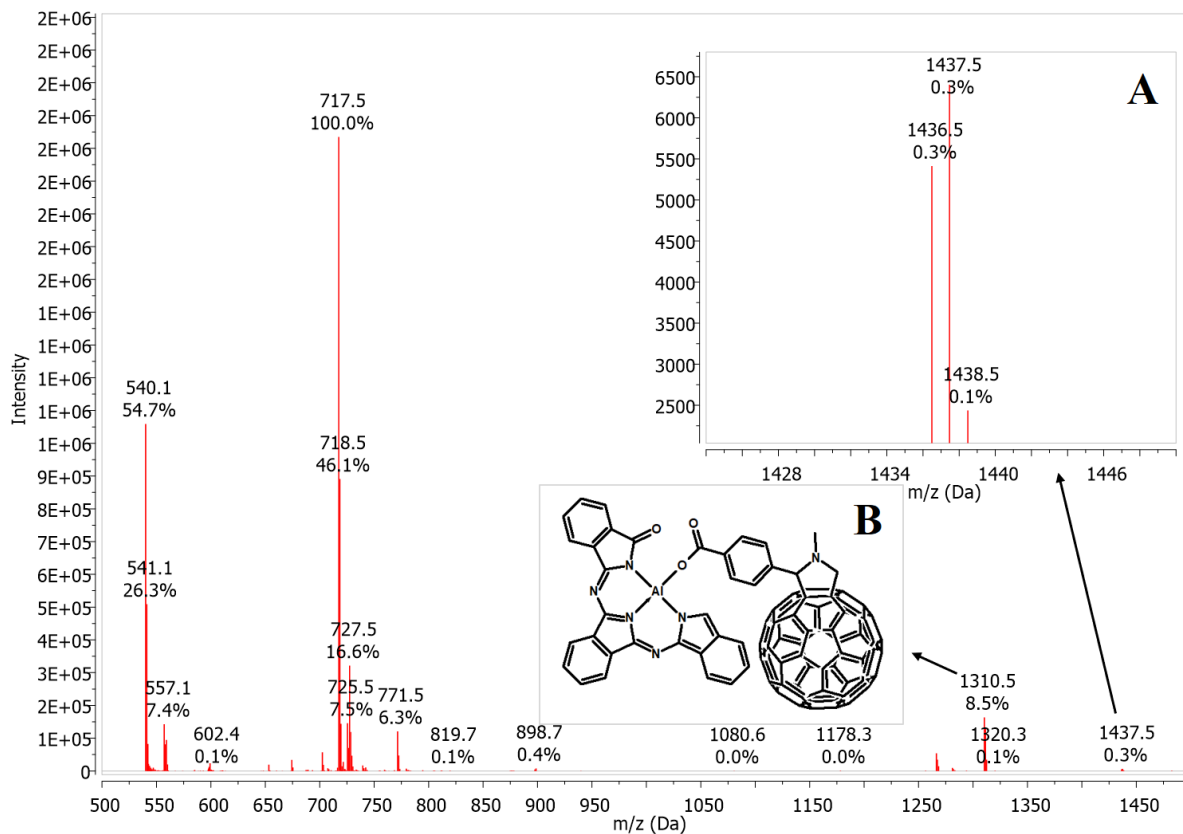 2E+06
2E+06
2E+06
2E+06
2E+06
2E+06
2E+06
2E+06
2E+06
1E+06
1E+06
1E+06
1E+06
1E+06
9E+05
8E+05
7E+05
6E+05
5E+05
4E+05
3E+05
2E+05
1E+05
0
Intensity
540.1
54.7%
541.1
26.3%
557.1
7.4%
602.4
0.1%
717.5
100.0%
718.5
46.1%
727.5
16.6%
725.5
7.5%
771.5
6.3%
819.7
0.1%
898.7
0.4%
1080.6
0.0%
1178.3
0.0%
1310.5
8.5%
1320.3
0.1%
1437.5
0.3%
500 550 600 650 700 750 800 850 900 950 1000 1050 1100 1150 1200 1250 1300 1350 1400 1450
m/z (Da)
A
6500
6000
5500
5000
4500
4000
3500
3000
2500
1437.5
0.3%
1436.5
0.3%
1438.5
0.1%
1428 1434 1440 1446
m/z (Da)
B
O
O
N
N
O
N
Al
N
N
N